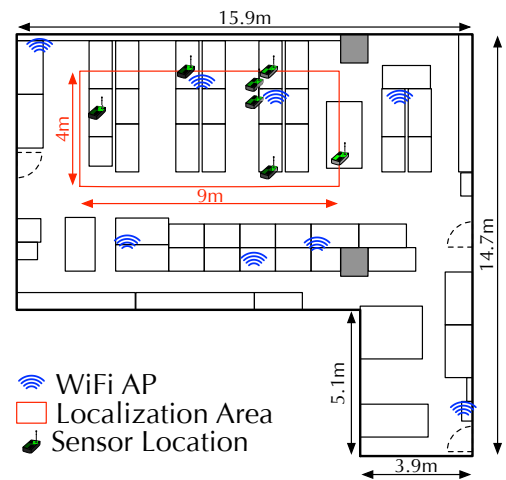 15.9m
4m
9m
14.7m
5.1m
WiFi AP
Localization Area
Sensor Location
3.9m